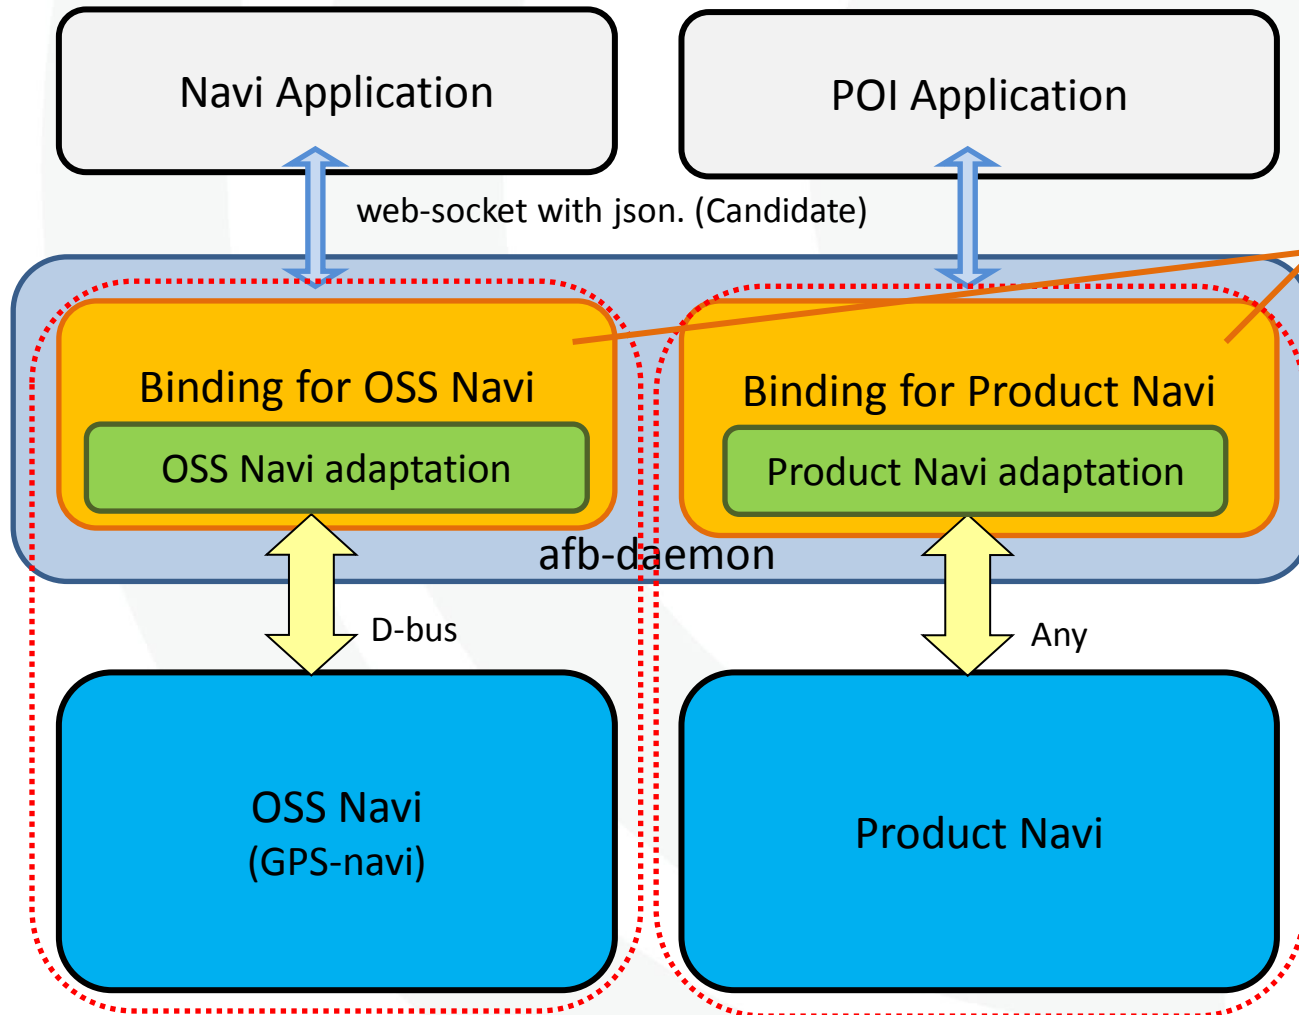 Navi Application
POI Application
web-socket with json. (Candidate)
Binding for OSS Navi
Binding for Product Navi
OSS Navi adaptation
Product Navi adaptation
afb-daemon
D-bus
Any
OSS Navi
(GPS-navi)
Product Navi